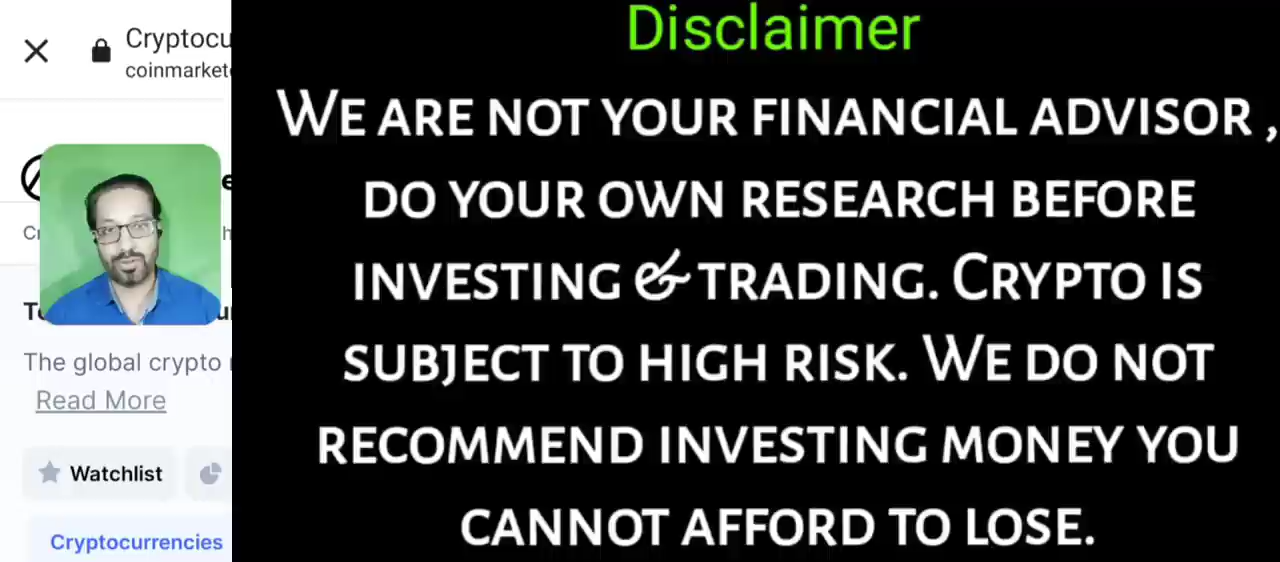 Cryptocu
coinmarket
Disclaimer
We are not your financial advisor ,
do your own research before
investing & trading. Crypto is
subject to high risk. We do not
recommend investing money you
cannot afford to lose.
The global crypto
Read More
Watchlist
Cryptocurrencies